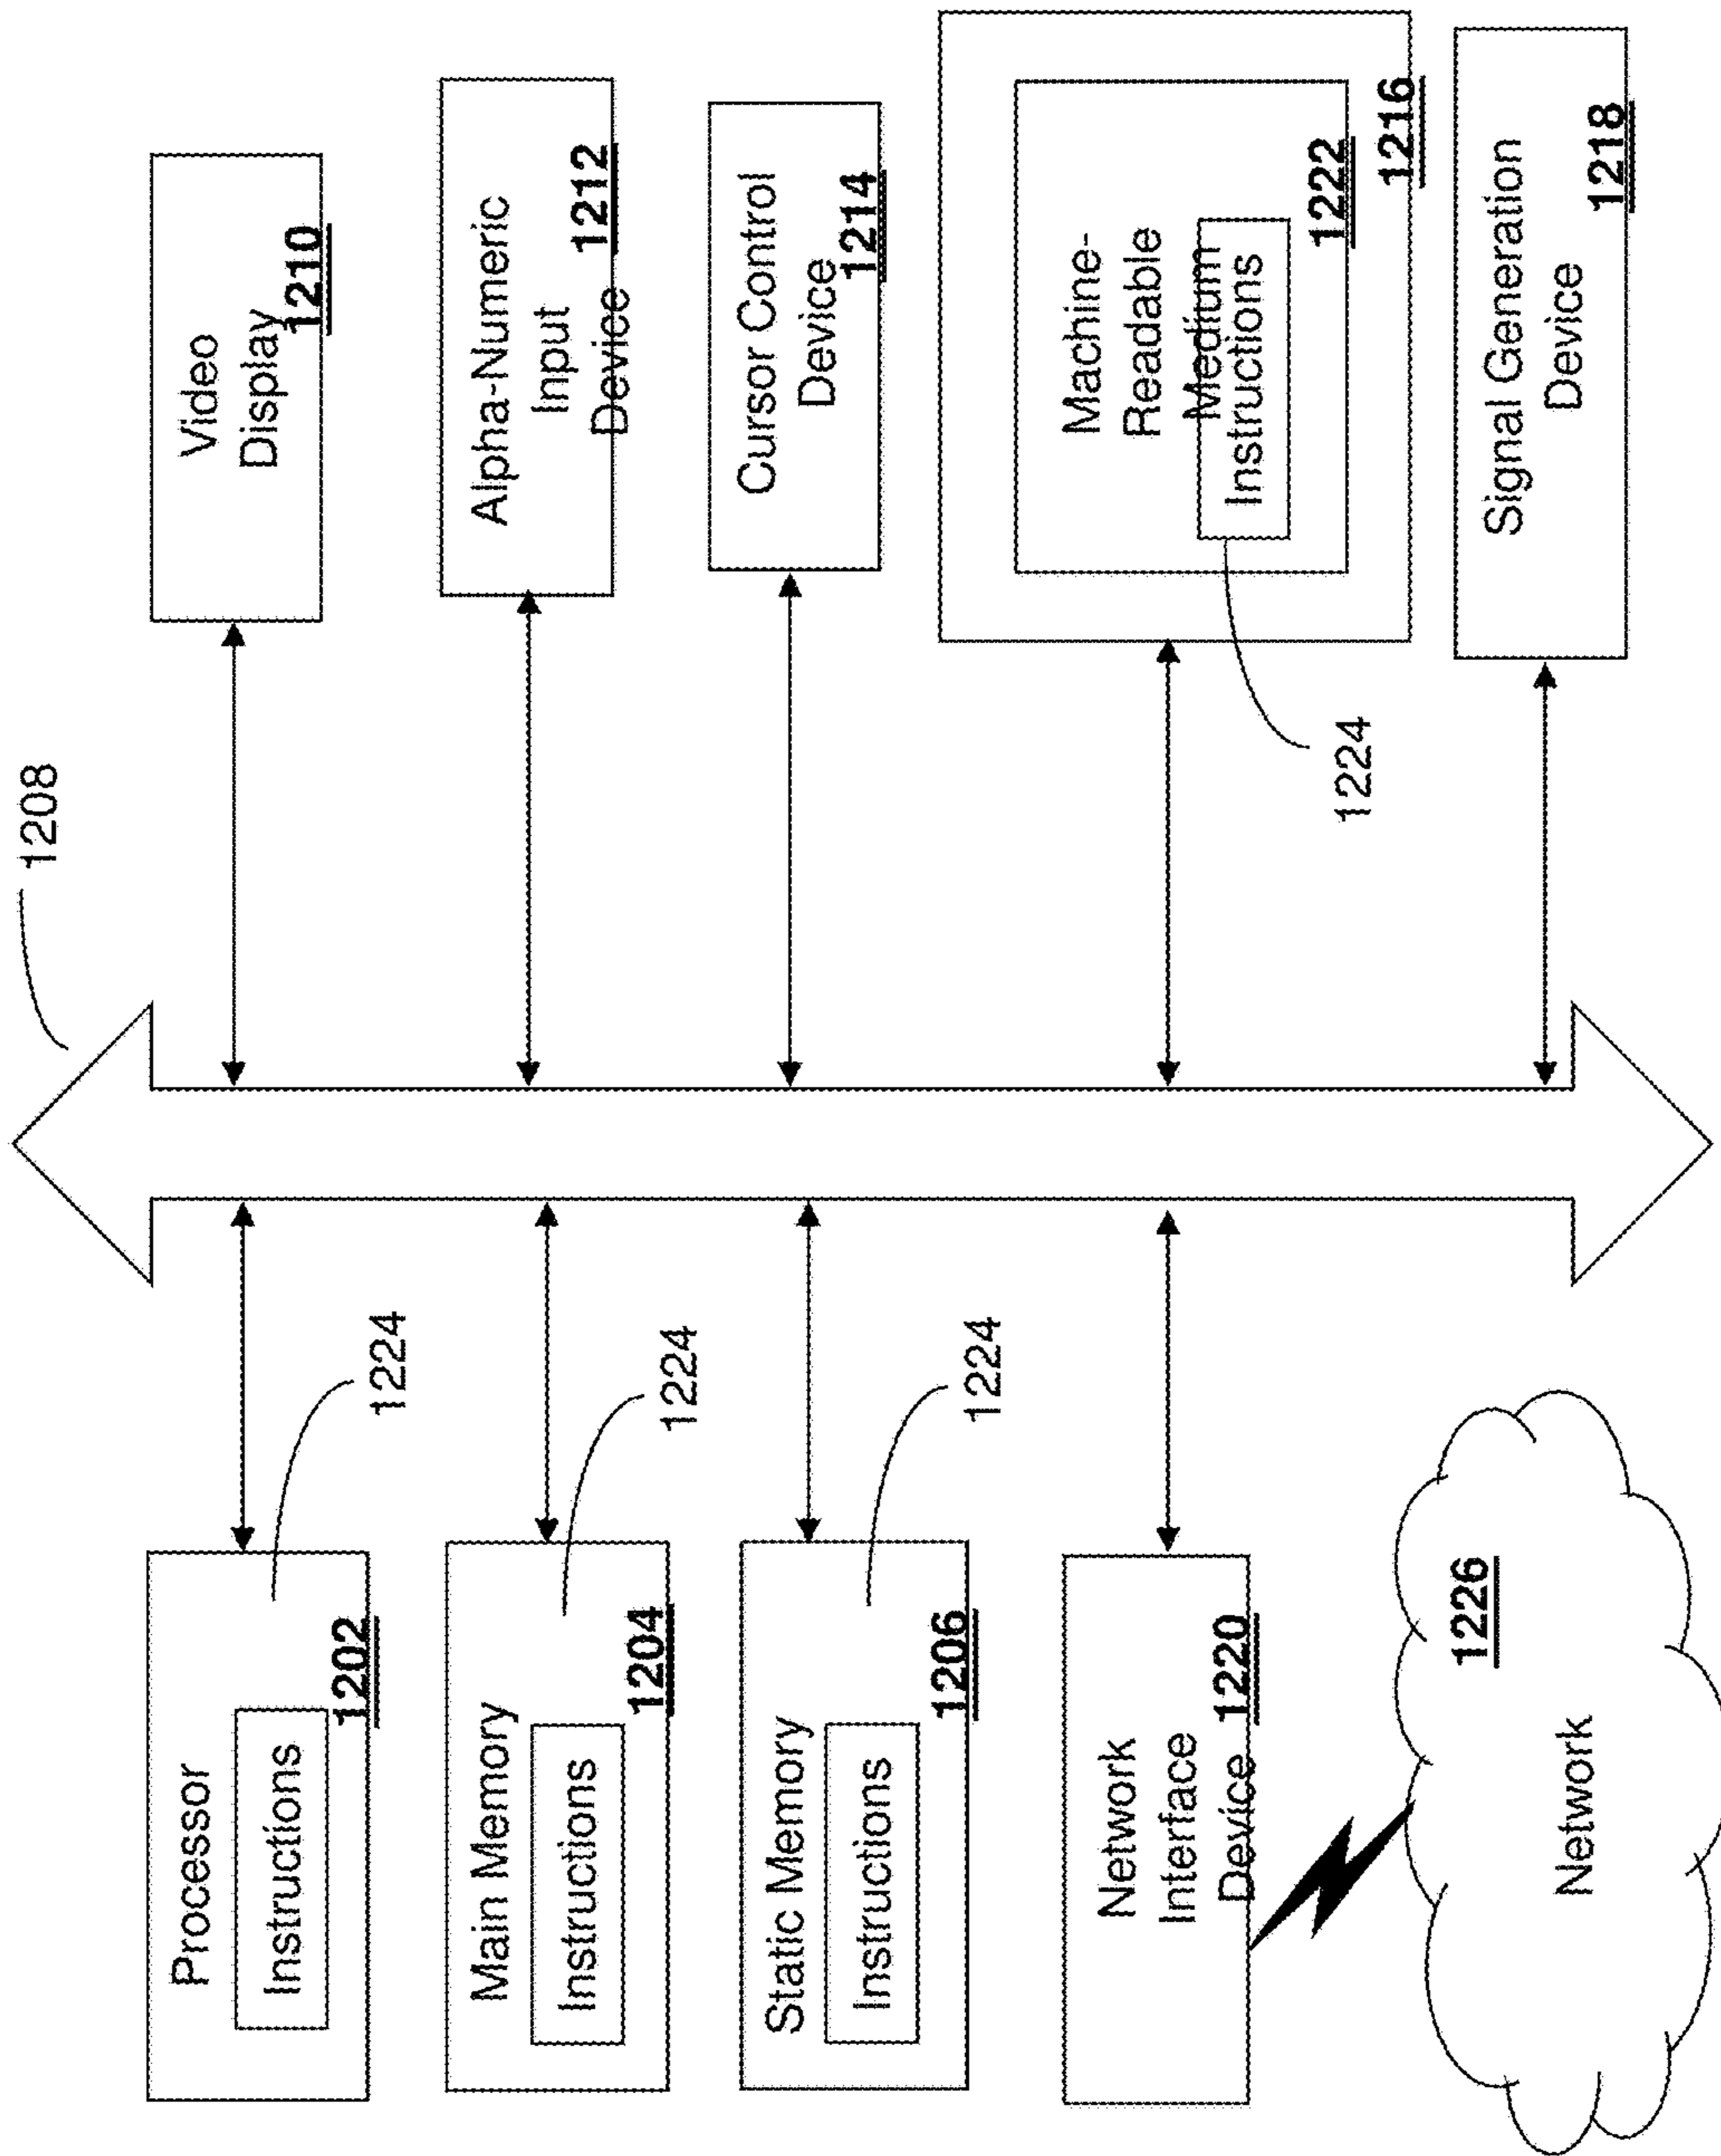 1208
Processor
Instructions
1202
1224
Main Memory
Instructions
1204
1224
Static Memory
Instructions
1206
1224
Network
Interface
Device
1220
1226
Network
Video
Display
1210
Alpha-Numeric
Input
Device
1212
Cursor Control
Device
1214
Machine-
Readable
Medium
Instructions
1222
1216
1224
Signal Generation
Device
1218